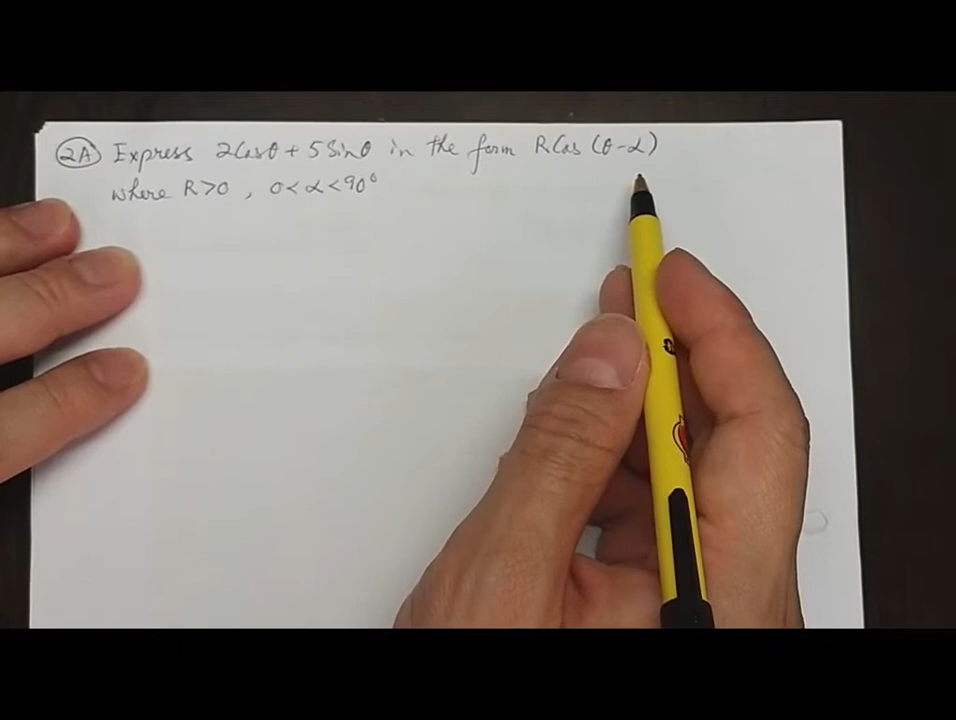 2A Express 2Cosθ + 5Sinθ in the form RCos(θ-α)
where R>0 , 0<α<90°